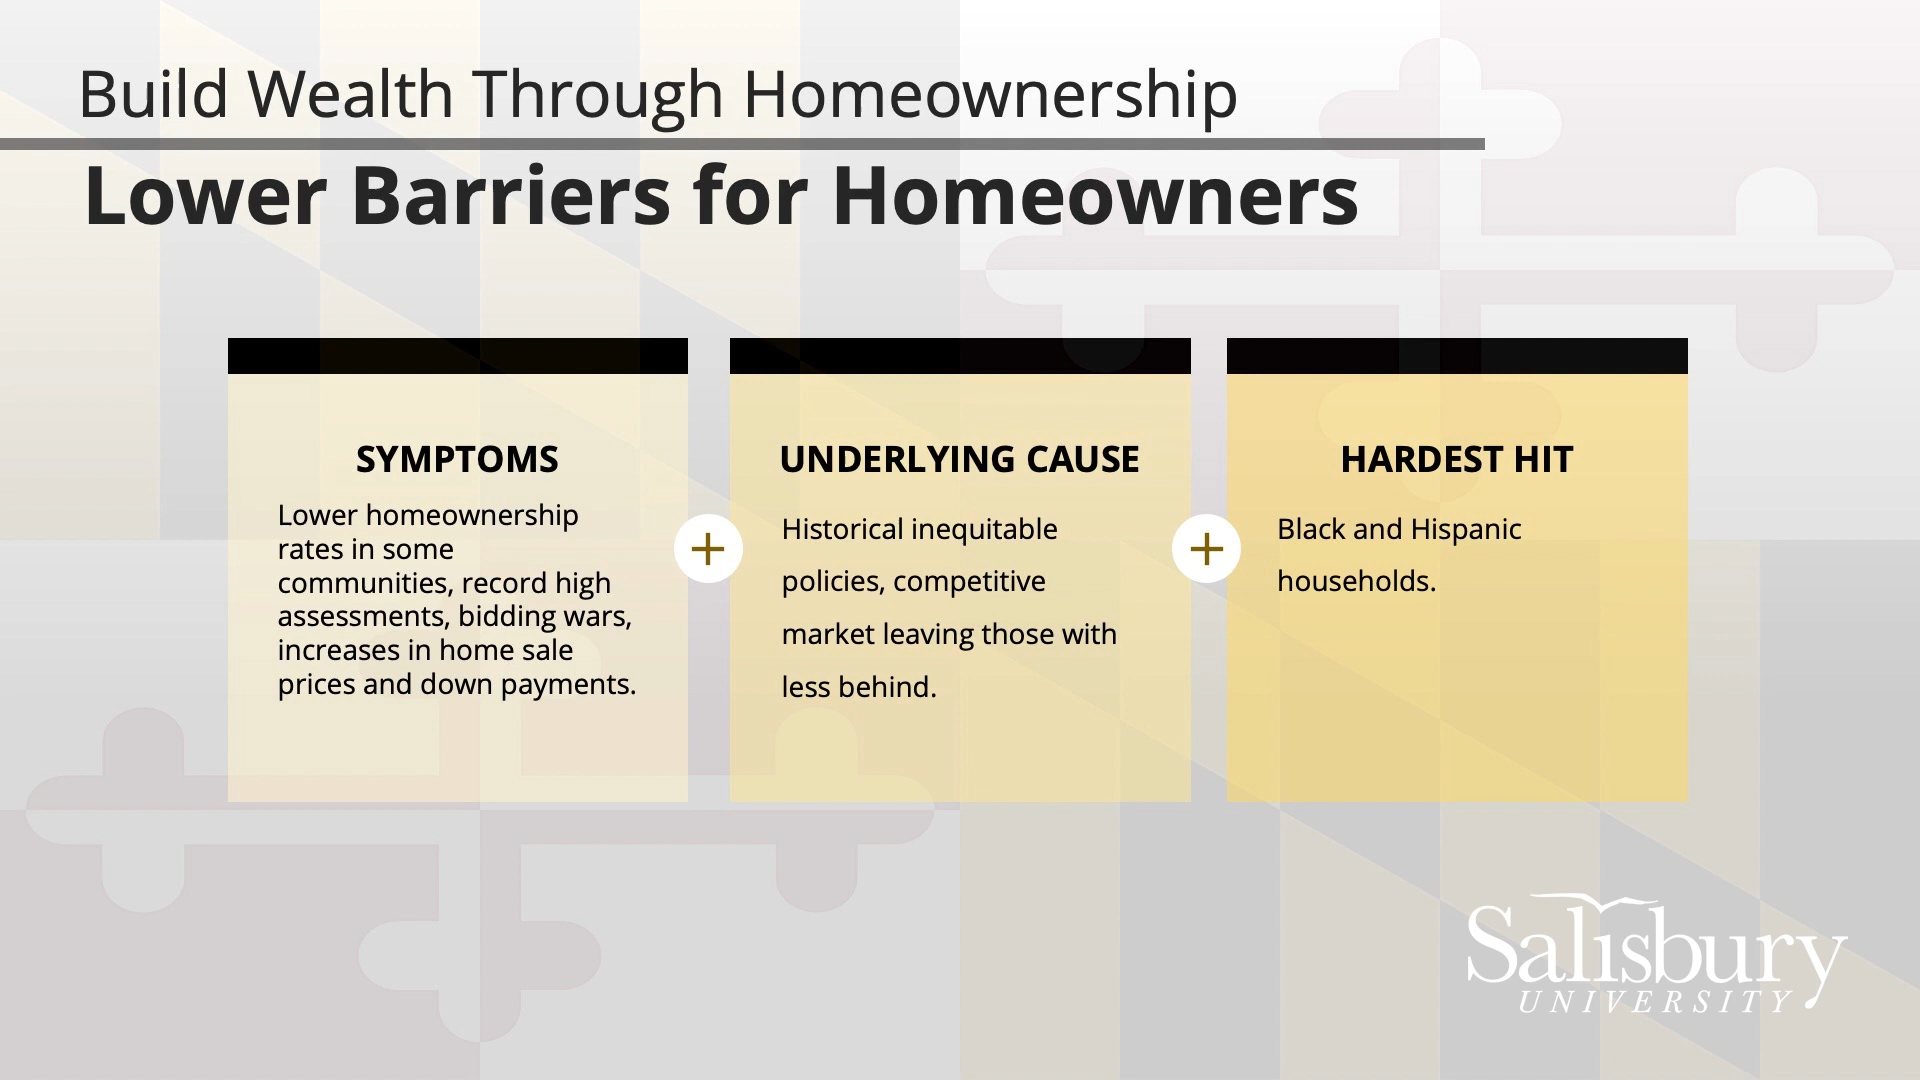 Build Wealth Through Homeownership
Lower Barriers for Homeowners
SYMPTOMS
Lower homeownership
rates in some
communities, record high
assessments, bidding wars,
increases in home sale
prices and down payments.
+
UNDERLYING CAUSE
Historical inequitable
policies, competitive
market leaving those with
less behind.
+
HARDEST HIT
Black and Hispanic
households.
Salisbury
UNIVERSITY